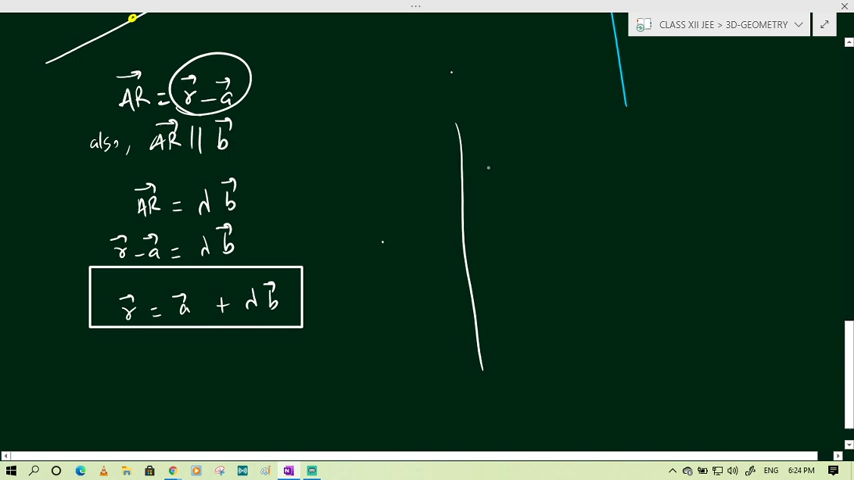 CLASS XII JEE > 3D-GEOMETRY
AR = r - a
also, AR || b
AR = λ b
r - a = λ b
r = a + λ b
ENG 6:24 PM